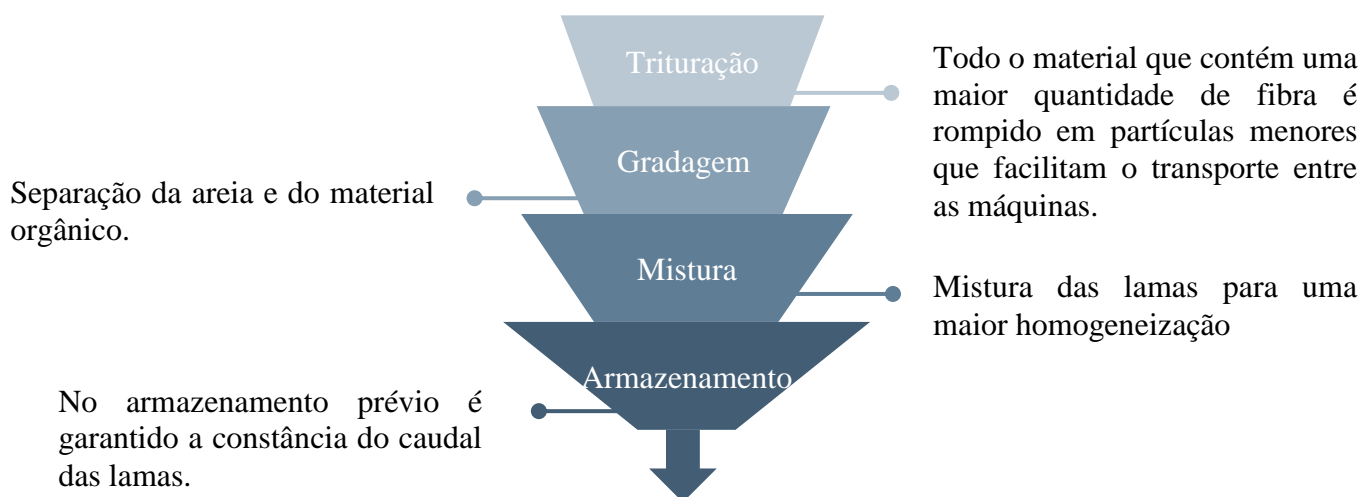 Trituração
Todo o material que contém uma
maior quantidade de fibra é
rompido em partículas menores
que facilitam o transporte entre
as máquinas.
Gradagem
Separação da areia e do material
orgânico.
Mistura
Mistura das lamas para uma
maior homogeneização
Armazenamento
No armazenamento prévio é
garantido a constância do caudal
das lamas.